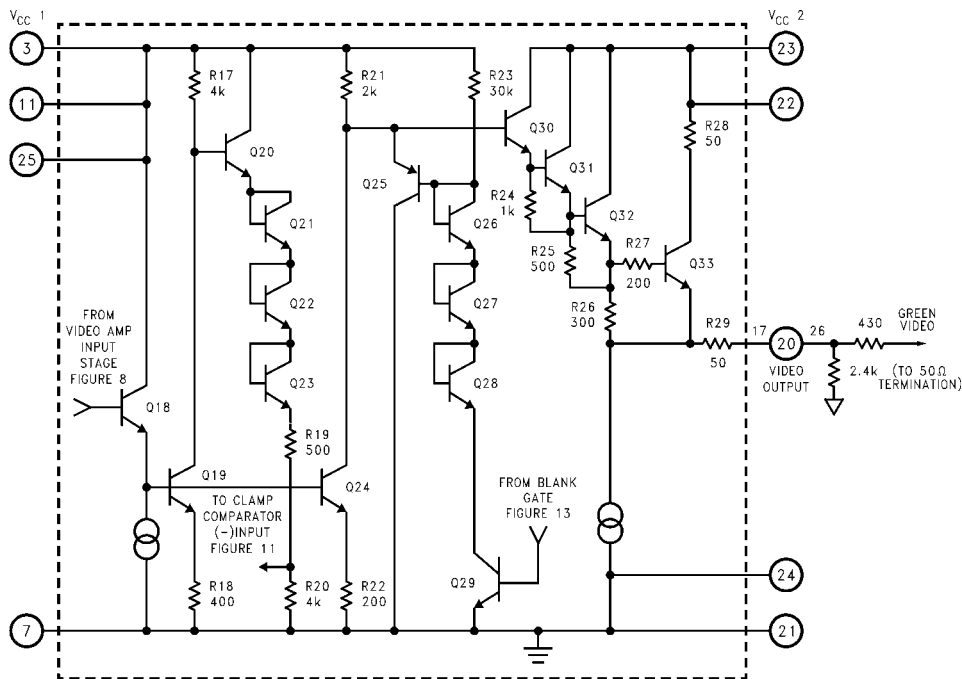 VCC 1
VCC 2
3
23
11
22
25
R17
4k
R21
2k
R23
30k
R28
50
Q20
Q25
Q30
Q31
R24
1k
Q32
Q21
Q26
R25
500
R27
200
Q33
Q22
Q27
R26
300
FROM
VIDEO AMP
INPUT
STAGE
FIGURE 8
Q23
Q28
R29
50
17
20
26
VIDEO
OUTPUT
430
GREEN
VIDEO
2.4k (TO 50Ω
TERMINATION)
Q18
R19
500
Q19
Q24
TO CLAMP
COMPARATOR
(-)INPUT
FIGURE 11
FROM BLANK
GATE
FIGURE 13
R18
400
R20
4k
R22
200
Q29
24
7
21